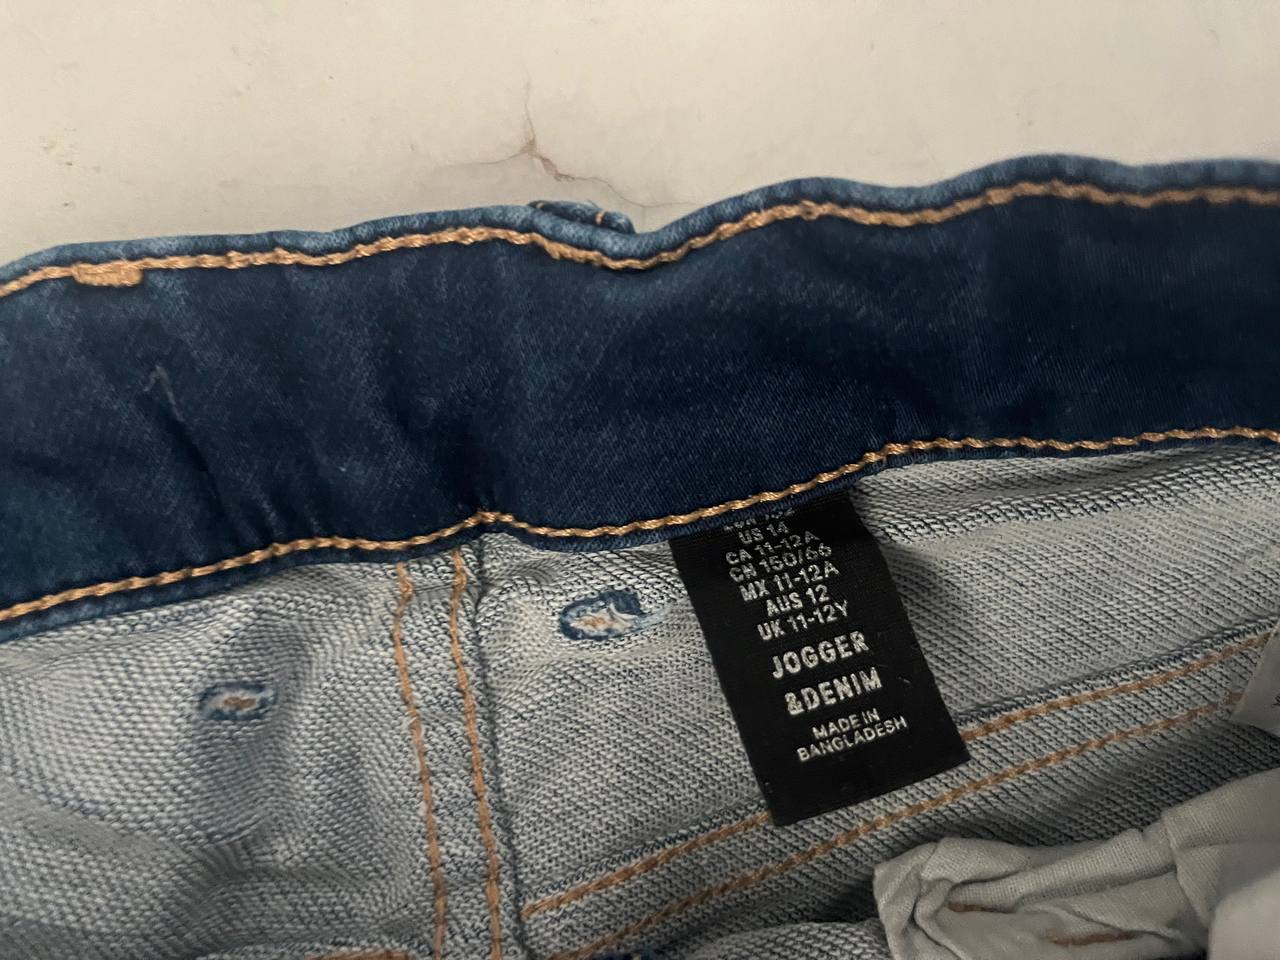 US 14
CA 11-12A
CN 150/66
MX 11-12A
AUS 12
UK 11-12Y
JOGGER
&DENIM
MADE IN
BANGLADESH